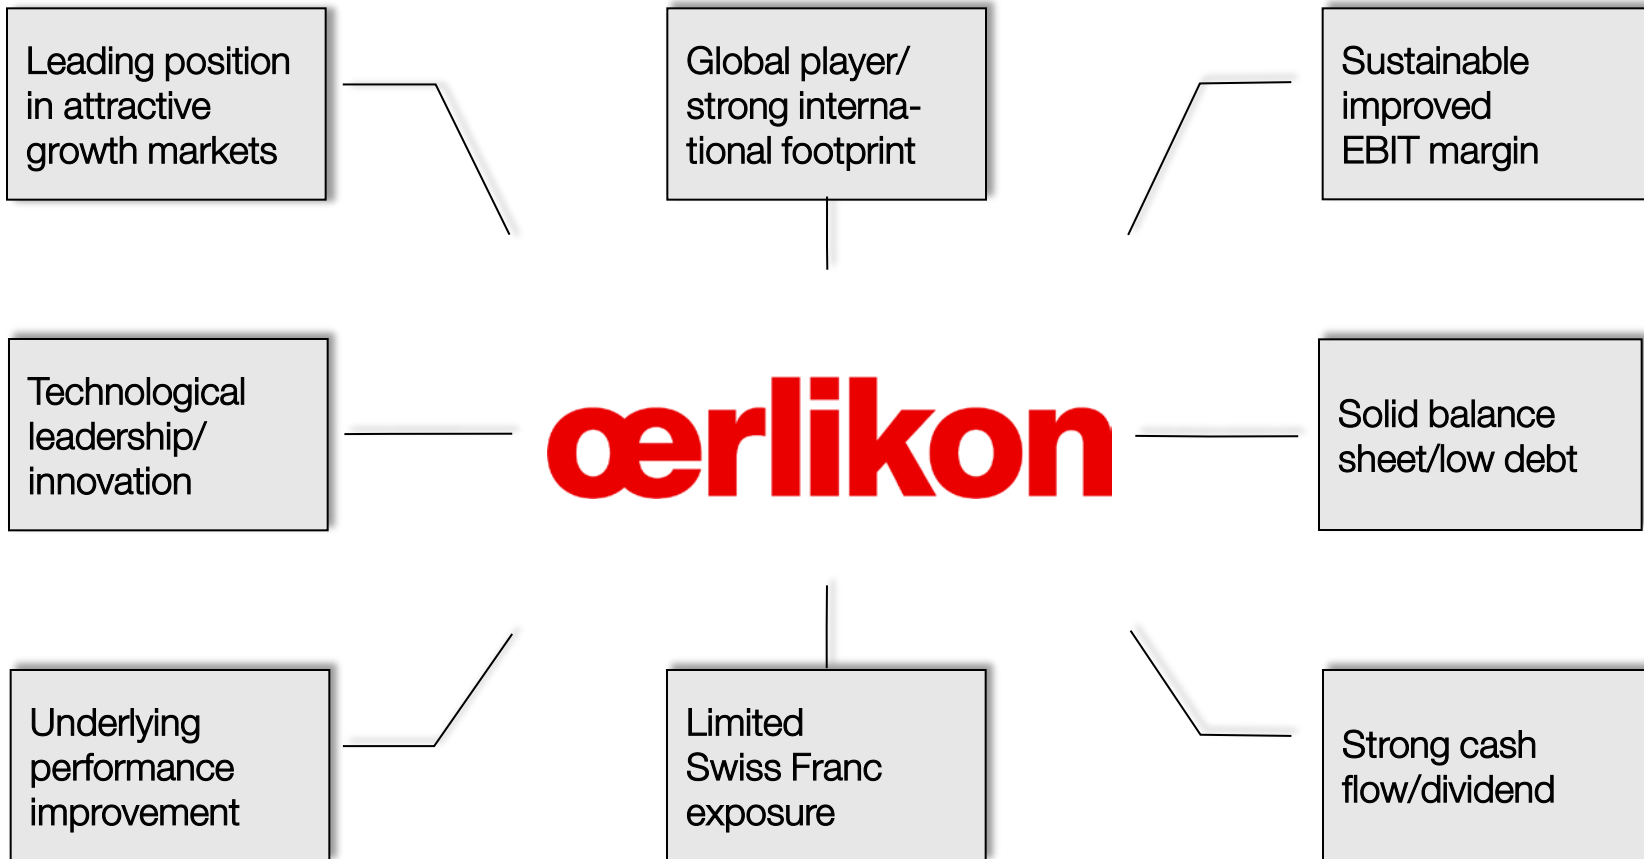 Leading position
in attractive
growth markets
Global player/
strong interna-
tional footprint
Sustainable
improved
EBIT margin
Technological
leadership/
innovation
œrlikon
Solid balance
sheet/low debt
Underlying
performance
improvement
Limited
Swiss Franc
exposure
Strong cash
flow/dividend